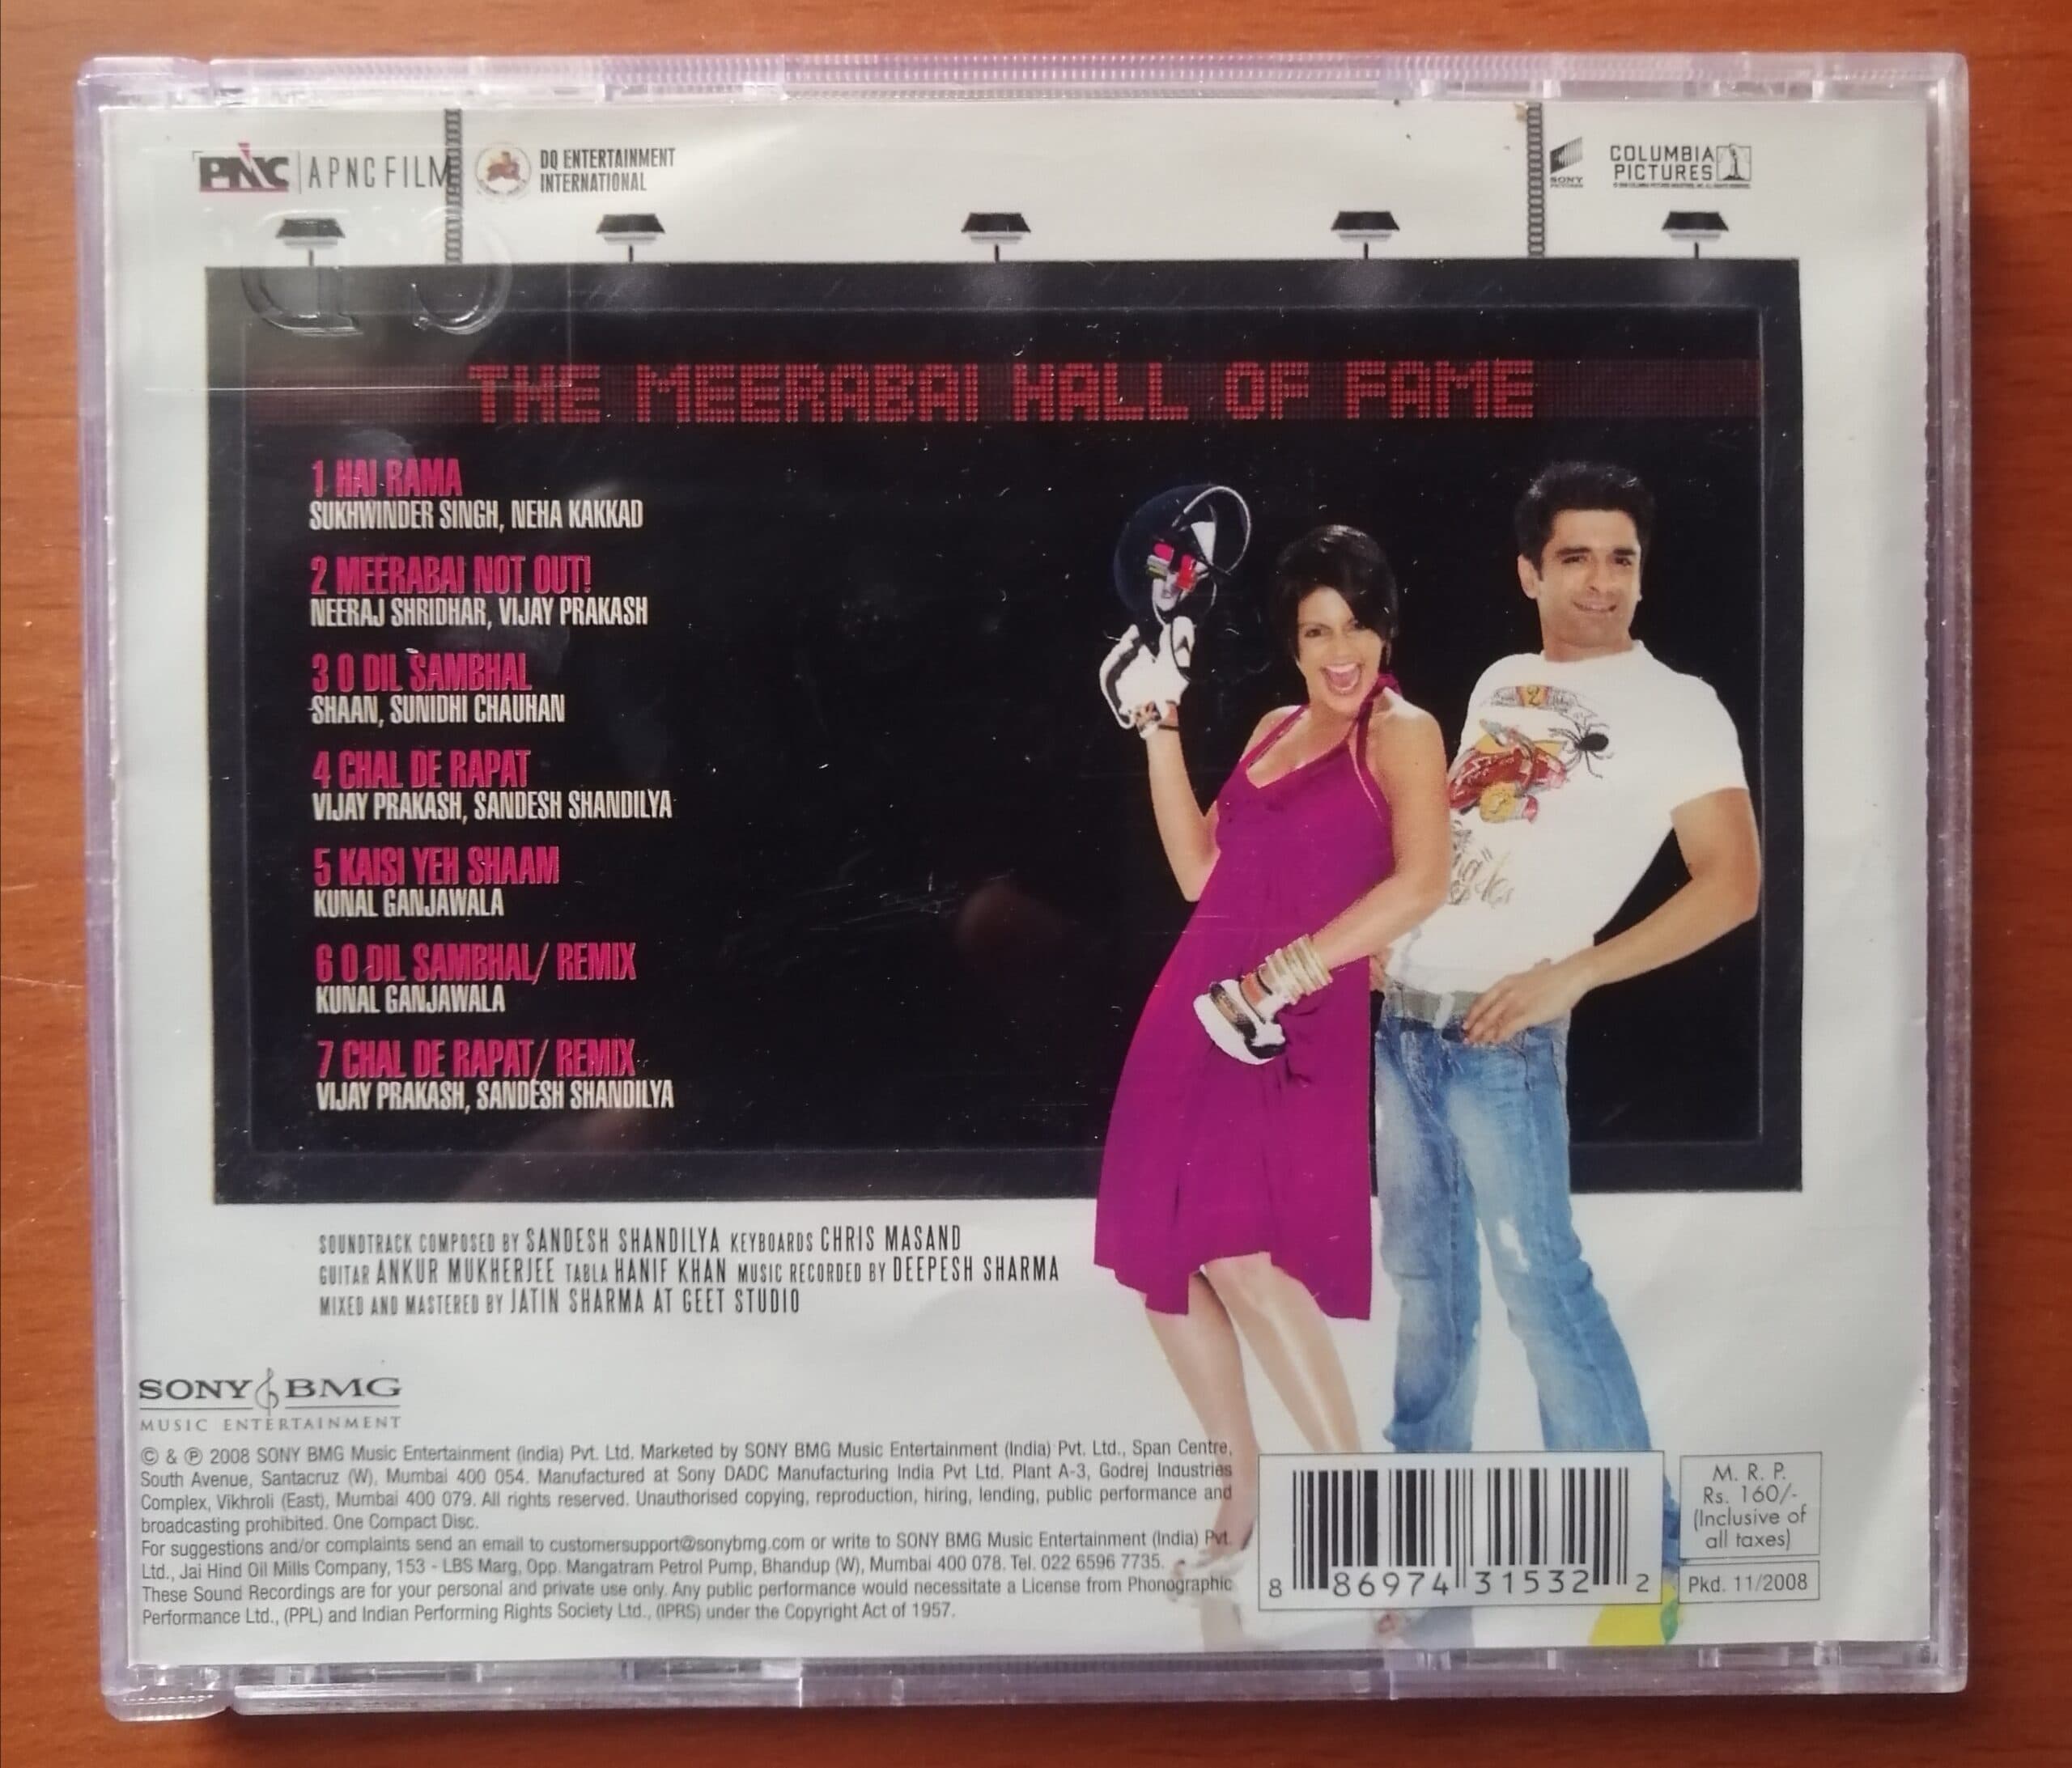 PNC | A PNC FILM
DQ ENTERTAINMENT
INTERNATIONAL
SONY
PICTURES
COLUMBIA
PICTURES
CD
THE MEERABAI HALL OF FAME
1 HAI RAMA
SUKHWINDER SINGH, NEHA KAKKAD
2 MEERABAI NOT OUT!
NEERAJ SHRIDHAR, VIJAY PRAKASH
3 O DIL SAMBHAL
SHAAN, SUNIDHI CHAUHAN
4 CHAL DE RAPAT
VIJAY PRAKASH, SANDESH SHANDILYA
5 KAISI YEH SHAAM
KUNAL GANJAWALA
6 O DIL SAMBHAL/ REMIX
KUNAL GANJAWALA
7 CHAL DE RAPAT/ REMIX
VIJAY PRAKASH, SANDESH SHANDILYA
2
SOUNDTRACK COMPOSED BY SANDESH SHANDILYA KEYBOARDS CHRIS MASAND
GUITAR ANKUR MUKHERJEE TABLA HANIF KHAN MUSIC RECORDED BY DEEPESH SHARMA
MIXED AND MASTERED BY JATIN SHARMA AT GEET STUDIO
SONY BMG
MUSIC ENTERTAINMENT
© & ℗ 2008 SONY BMG Music Entertainment (india) Pvt. Ltd. Marketed by SONY BMG Music Entertainment (India) Pvt. Ltd., Span Centre,
South Avenue, Santacruz (W), Mumbai 400 054. Manufactured at Sony DADC Manufacturing India Pvt Ltd. Plant A-3, Godrej Industries
Complex, Vikhroli (East), Mumbai 400 079. All rights reserved. Unauthorised copying, reproduction, hiring, lending, public performance and
broadcasting prohibited. One Compact Disc.
For suggestions and/or complaints send an email to customersupport@sonybmg.com or write to SONY BMG Music Entertainment (India) Pvt.
Ltd., Jai Hind Oil Mills Company, 153 - LBS Marg, Opp. Mangatram Petrol Pump, Bhandup (W), Mumbai 400 078. Tel. 022 6596 7735.
These Sound Recordings are for your personal and private use only. Any public performance would necessitate a License from Phonographic
Performance Ltd., (PPL) and Indian Performing Rights Society Ltd., (IPRS) under the Copyright Act of 1957.
8 86974 31532 2
M. R. P.
Rs. 160/-
(Inclusive of
all taxes)
Pkd. 11/2008